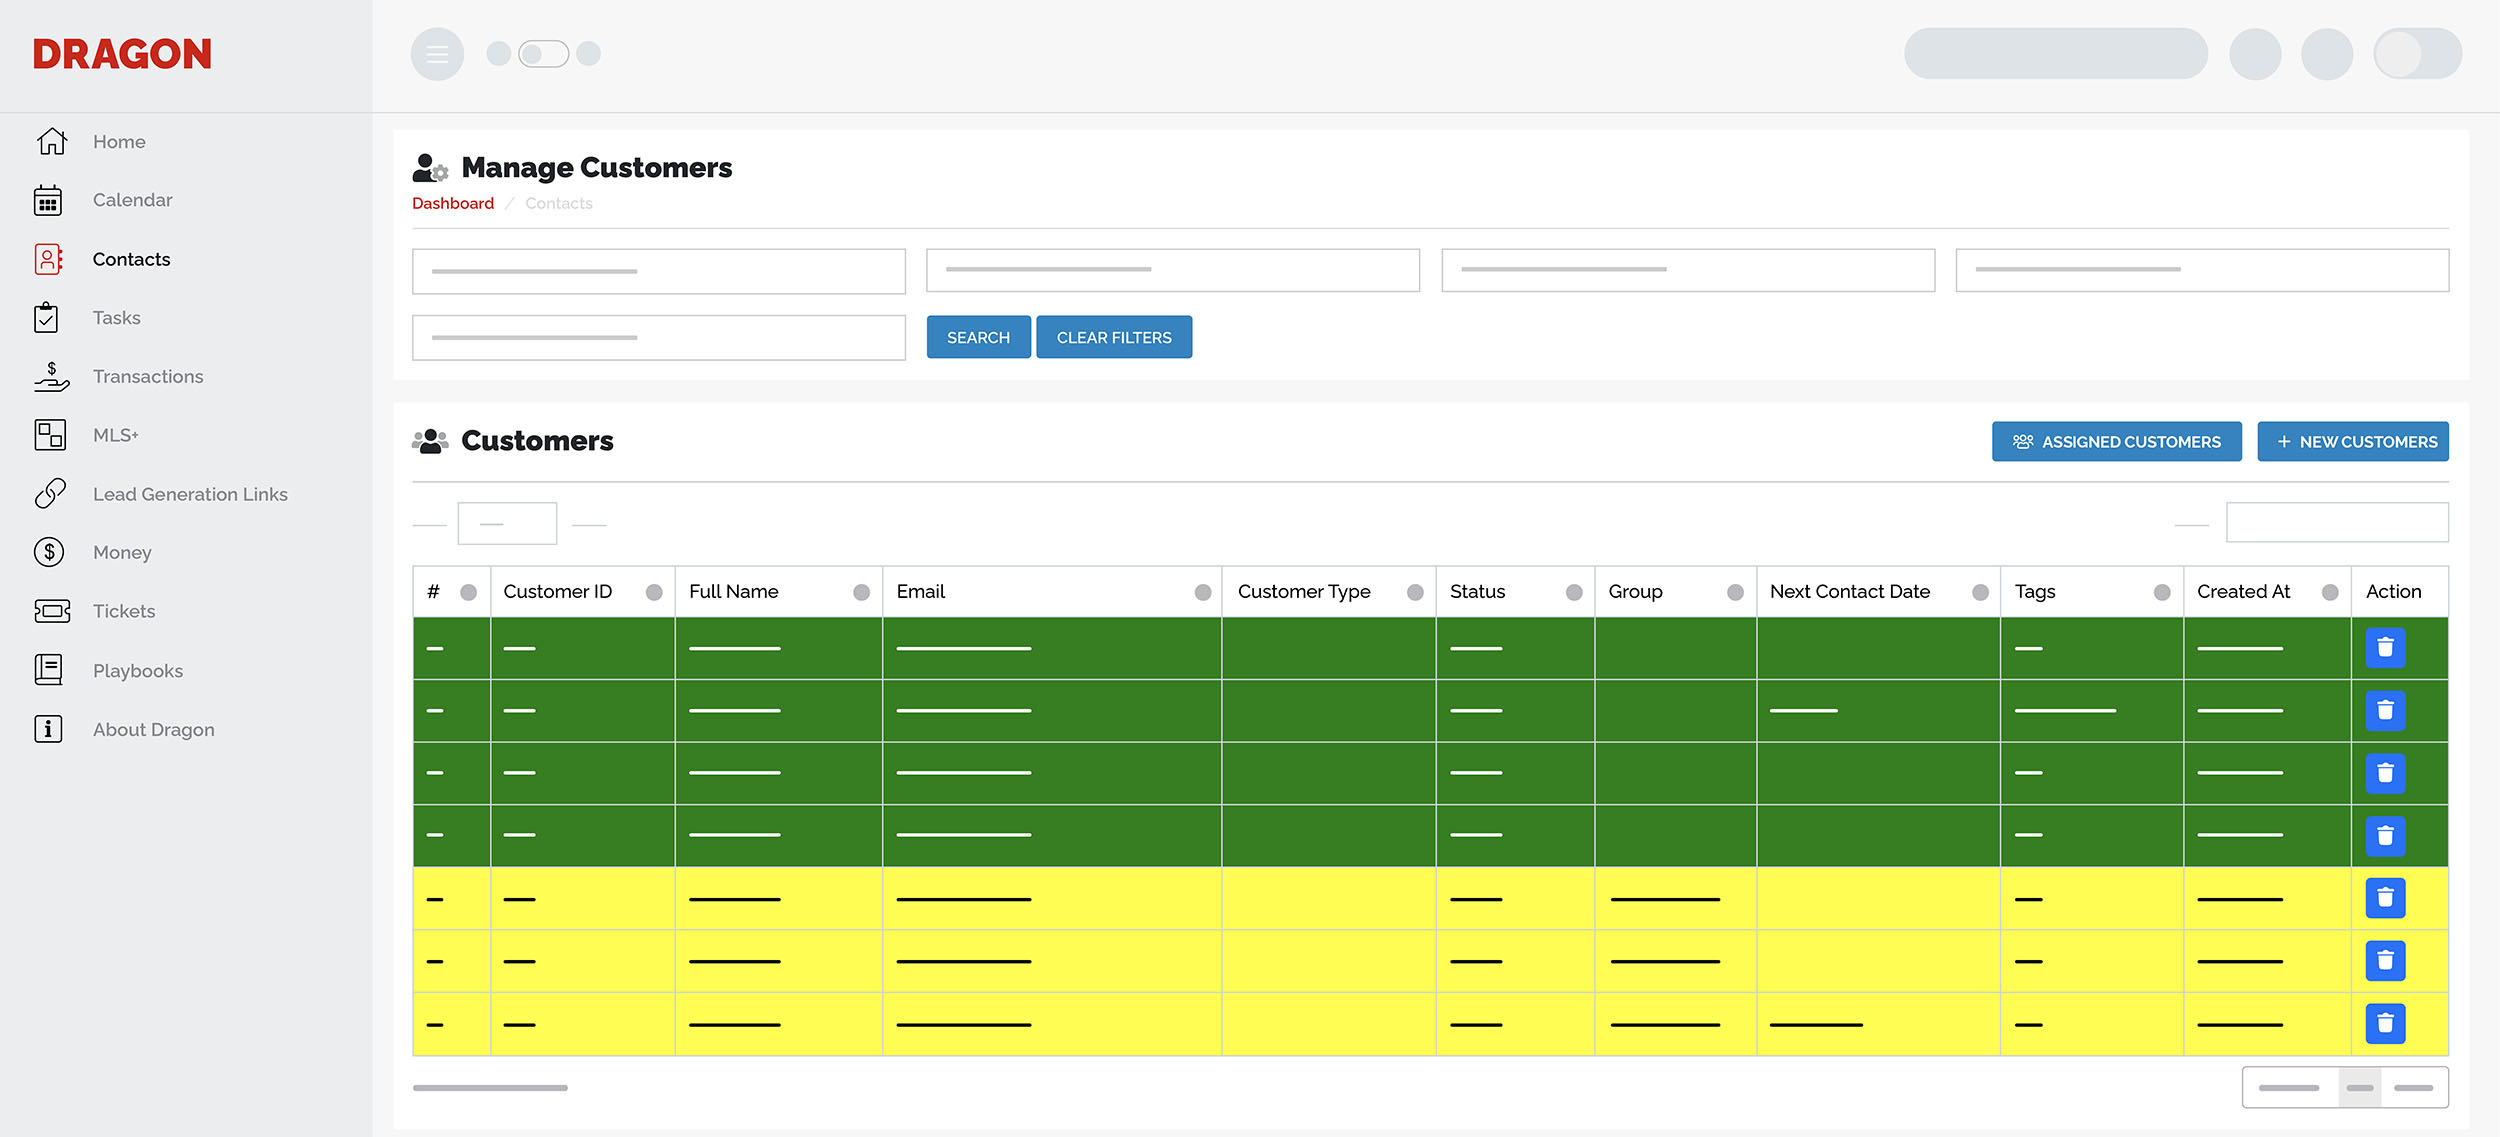 DRAGON
Home
Calendar
Contacts
Tasks
Transactions
MLS+
Lead Generation Links
Money
Tickets
Playbooks
About Dragon
Manage Customers
Dashboard / Contacts
SEARCH CLEAR FILTERS
Customers
ASSIGNED CUSTOMERS + NEW CUSTOMERS
# Customer ID Full Name Email Customer Type Status Group Next Contact Date Tags Created At Action